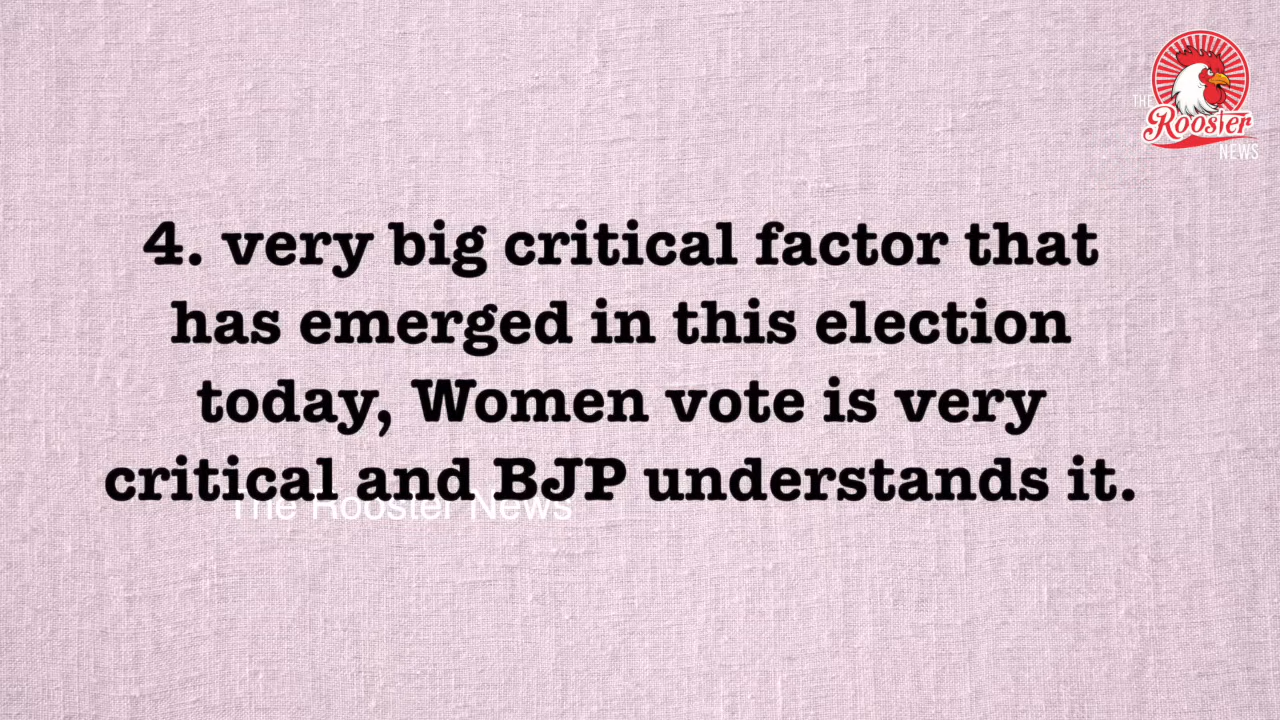 THE
Rooster
NEWS
4. very big critical factor that
has emerged in this election
today, Women vote is very
critical and BJP understands it.
The Rooster News